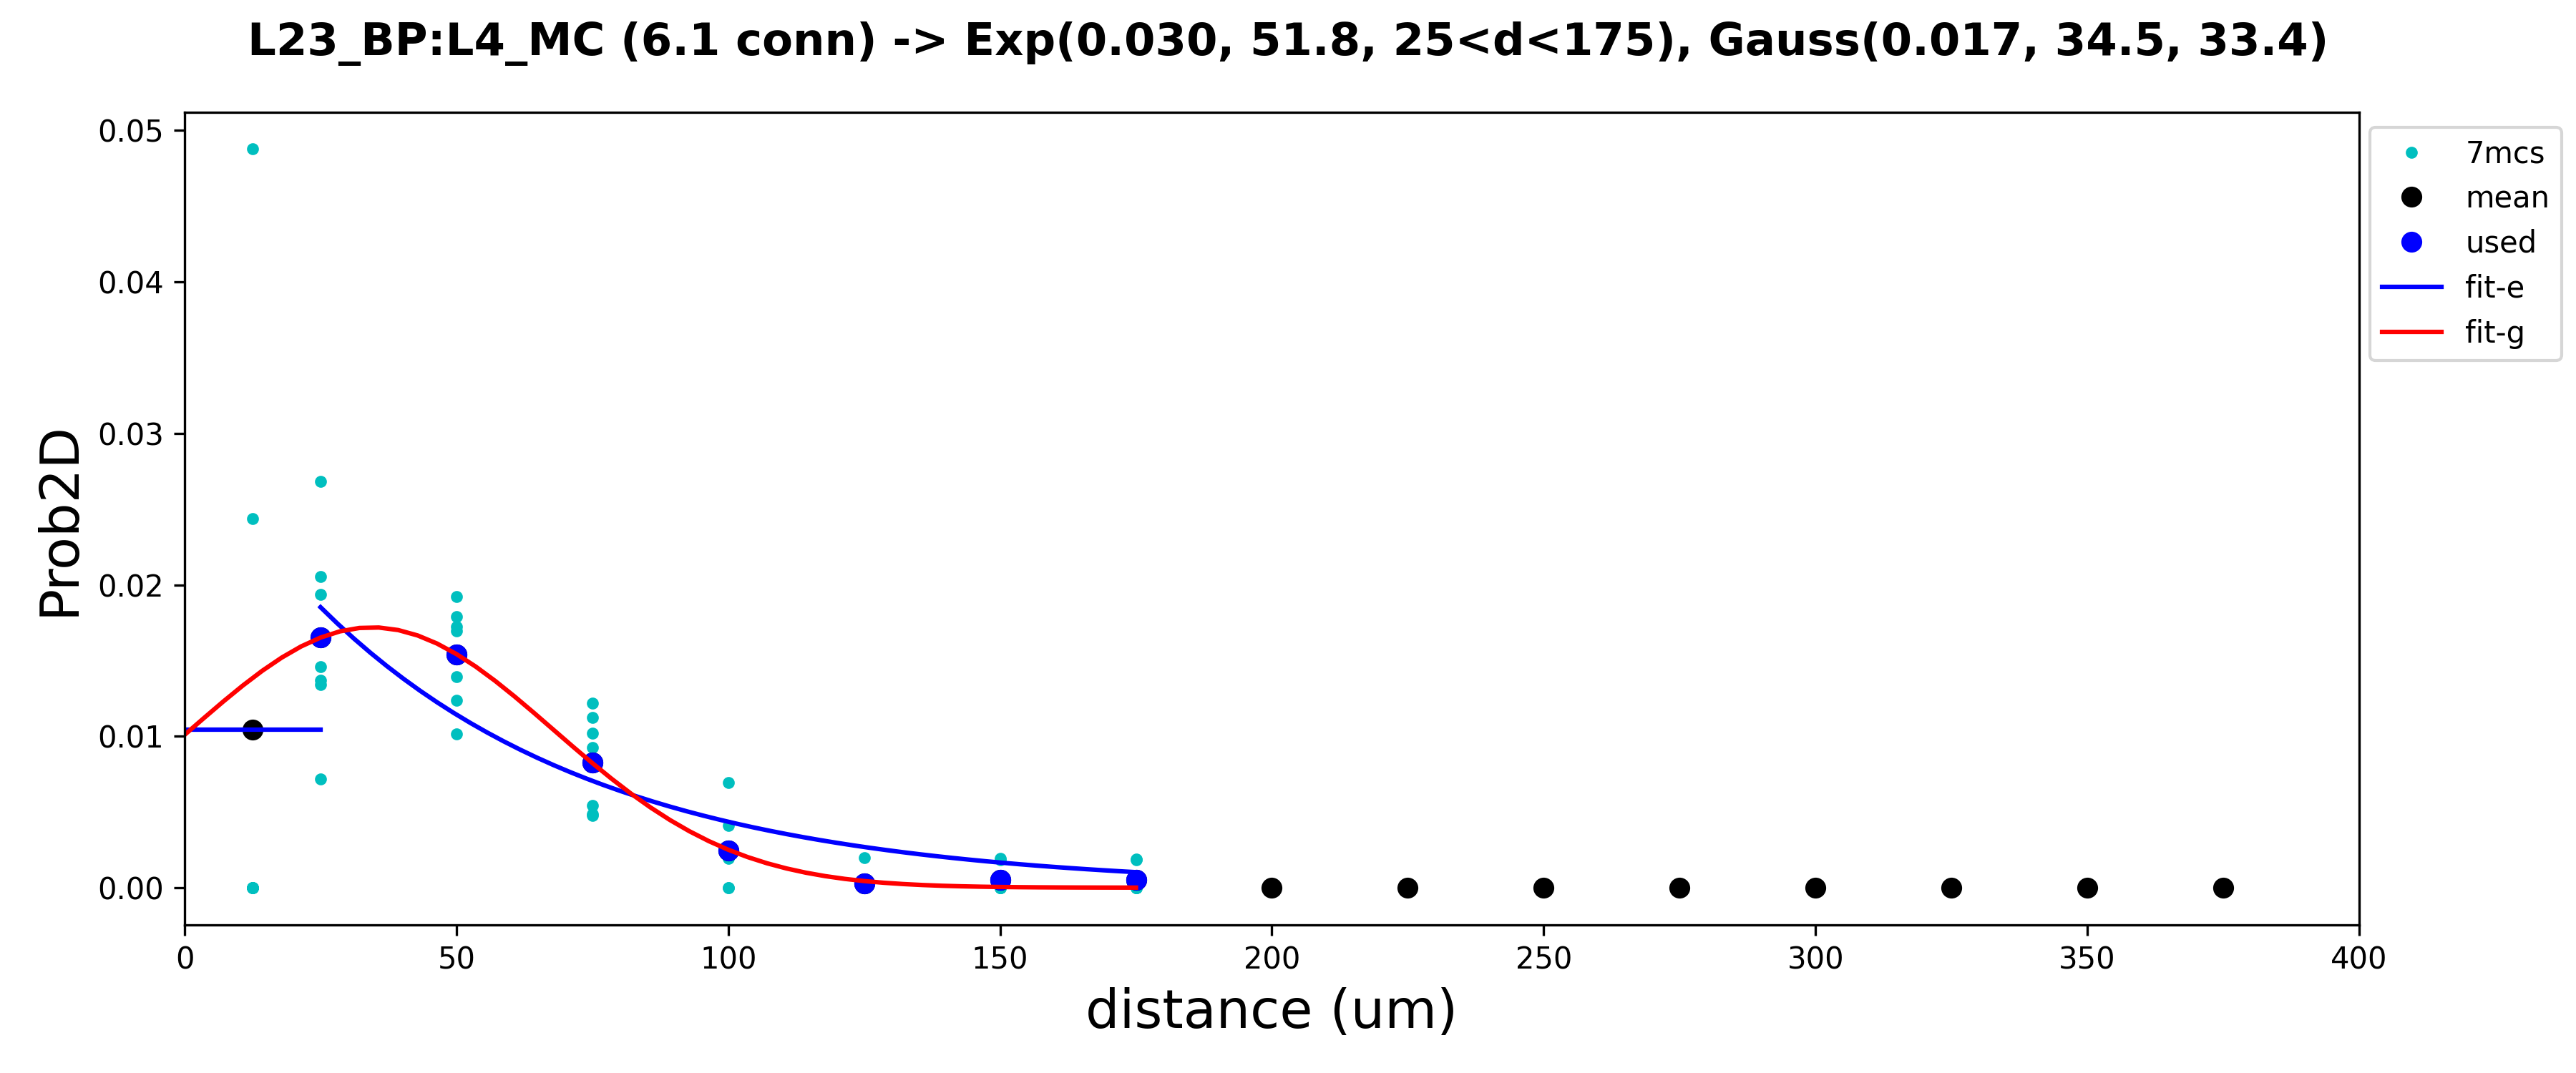 L23_BP:L4_MC (6.1 conn) -> Exp(0.030, 51.8, 25<d<175), Gauss(0.017, 34.5, 33.4)
0.05
0.04
0.03
0.02
0.01
0.00
Prob2D
0 50 100 150 200 250 300 350 400
distance (um)
7mcs
mean
used
fit-e
fit-g